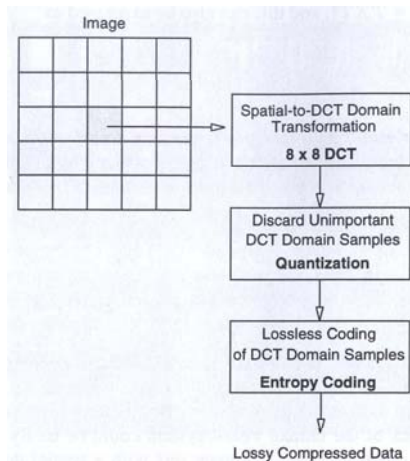 Image
Spatial-to-DCT Domain
Transformation
8 x 8 DCT
Discard Unimportant
DCT Domain Samples
Quantization
Lossless Coding
of DCT Domain Samples
Entropy Coding
Lossy Compressed Data